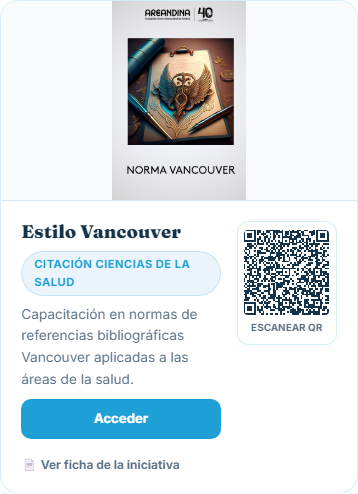 AREANDINA
40
NORMA VANCOUVER
Estilo Vancouver
CITACIÓN CIENCIAS DE LA
SALUD
Capacitación en normas de
referencias bibliográficas
Vancouver aplicadas a las
áreas de la salud.
Acceder
Ver ficha de la iniciativa
ESCANEAR QR